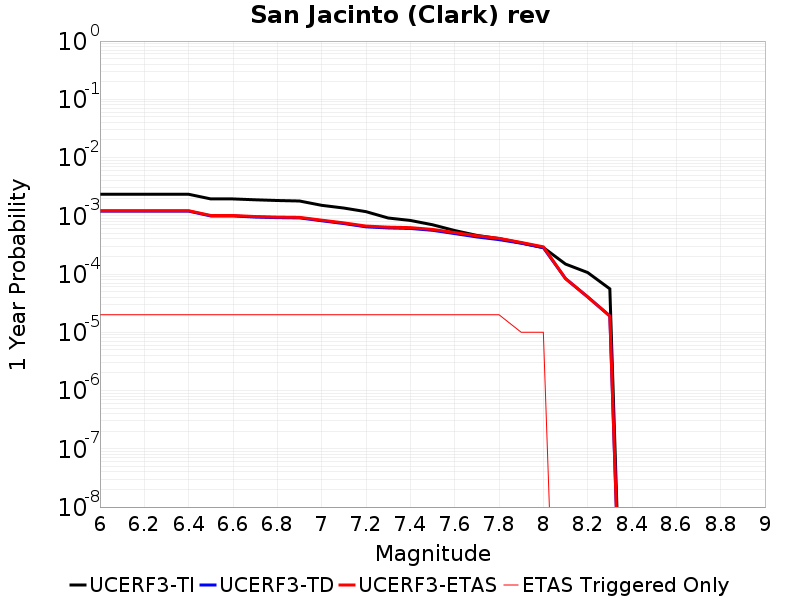 San Jacinto (Clark) rev
10^0
10^-1
10^-2
10^-3
10^-4
10^-5
10^-6
10^-7
10^-8
1 Year Probability
6 6.2 6.4 6.6 6.8 7 7.2 7.4 7.6 7.8 8 8.2 8.4 8.6 8.8 9
Magnitude
UCERF3-TI UCERF3-TD UCERF3-ETAS ETAS Triggered Only